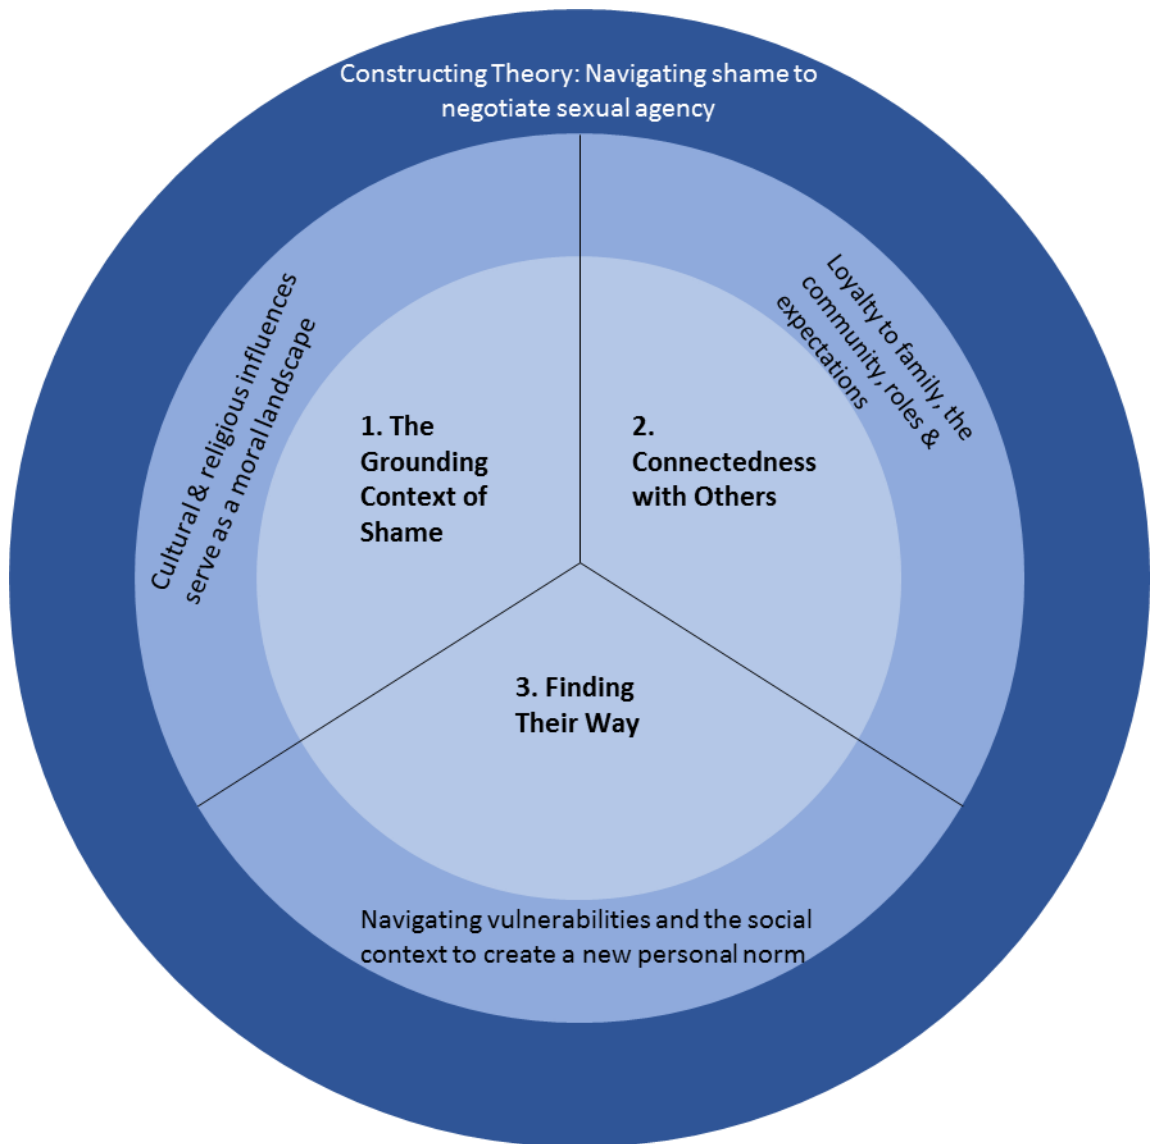 Constructing Theory: Navigating shame to
negotiate sexual agency
Cultural & religious influences
serve as a moral landscape
Loyalty to family, the
community, roles &
expectations
1. The
Grounding
Context of
Shame
2.
Connectedness
with Others
3. Finding
Their Way
Navigating vulnerabilities and the social
context to create a new personal norm